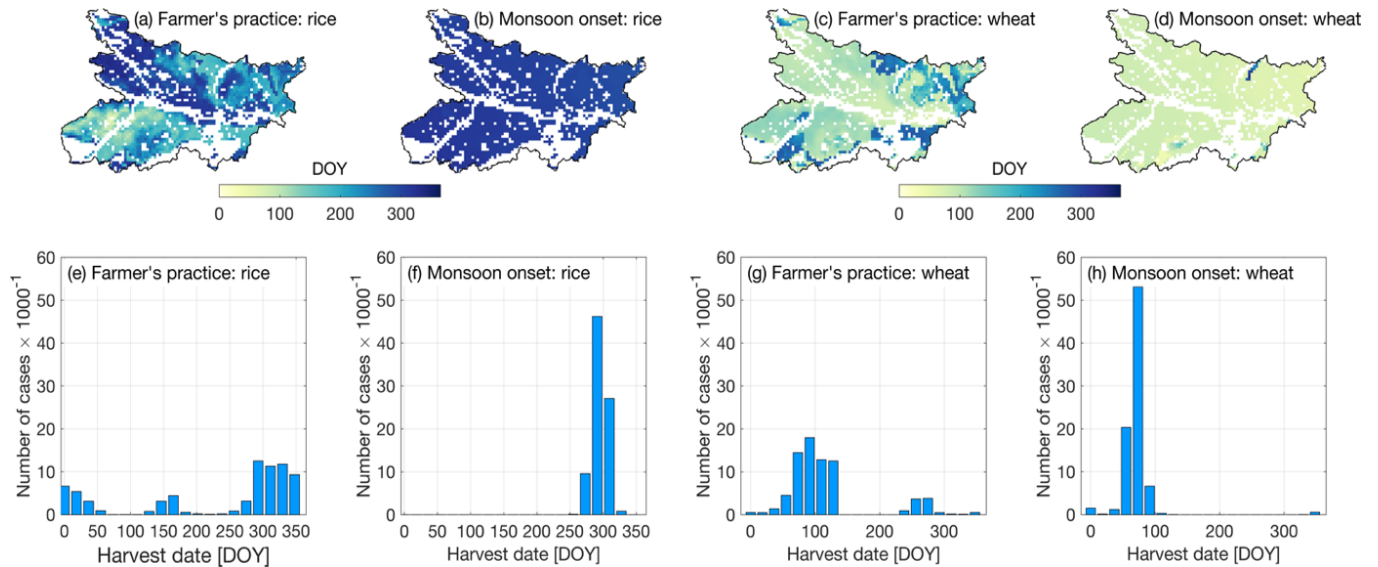 (a) Farmer's practice: rice
(b) Monsoon onset: rice
(c) Farmer's practice: wheat
(d) Monsoon onset: wheat
DOY
0 100 200 300
DOY
0 100 200 300
(e) Farmer's practice: rice
Number of cases × 1000⁻¹
60
50
40
30
20
10
0
0 50 100 150 200 250 300 350
Harvest date [DOY]
(f) Monsoon onset: rice
Number of cases × 1000⁻¹
60
50
40
30
20
10
0
0 50 100 150 200 250 300 350
Harvest date [DOY]
(g) Farmer's practice: wheat
Number of cases × 1000⁻¹
60
50
40
30
20
10
0
0 100 200 300
Harvest date [DOY]
(h) Monsoon onset: wheat
Number of cases × 1000⁻¹
60
50
40
30
20
10
0
0 100 200 300
Harvest date [DOY]